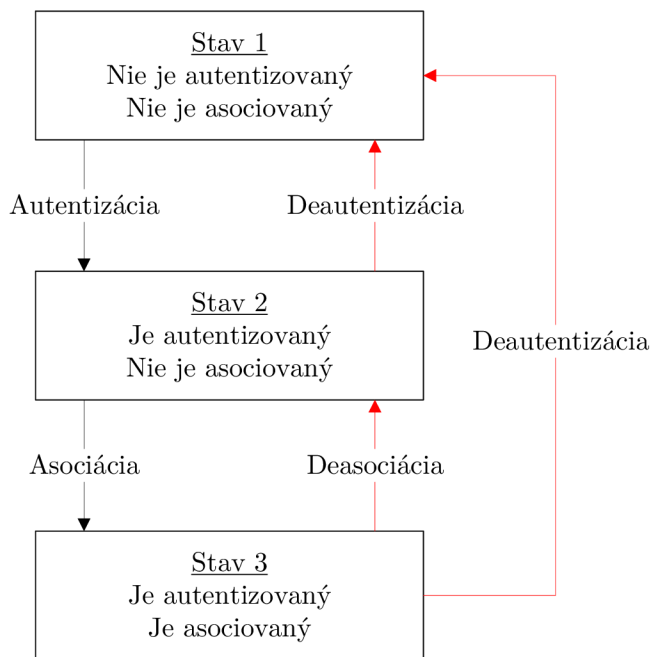 Stav 1
Nie je autentizovaný
Nie je asociovaný
Autentizácia
Deautentizácia
Stav 2
Je autentizovaný
Nie je asociovaný
Deautentizácia
Asociácia
Deasociácia
Stav 3
Je autentizovaný
Je asociovaný